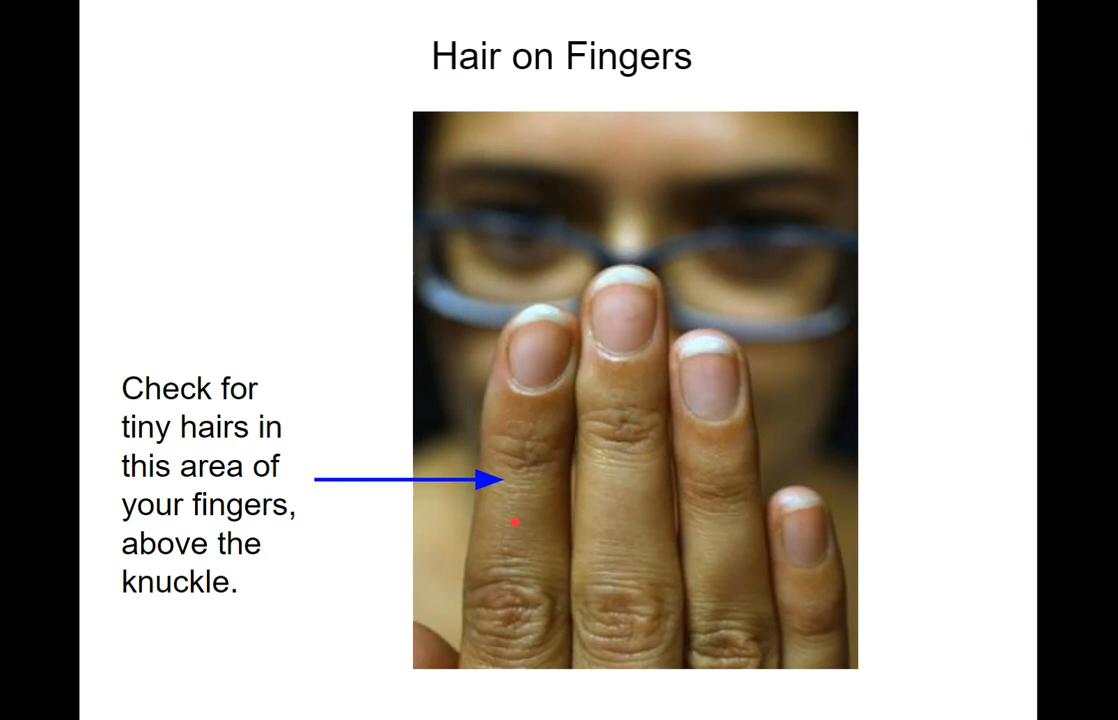 Hair on Fingers
Check for
tiny hairs in
this area of
your fingers,
above the
knuckle.